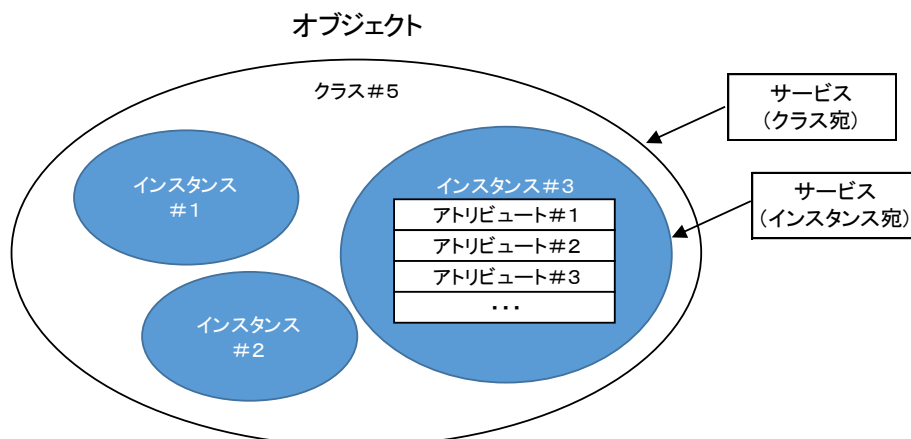 オブジェクト
クラス#5
サービス
(クラス宛)
インスタンス
#1
インスタンス#3
アトリビュート#1
アトリビュート#2
アトリビュート#3
・・・
サービス
(インスタンス宛)
インスタンス
#2